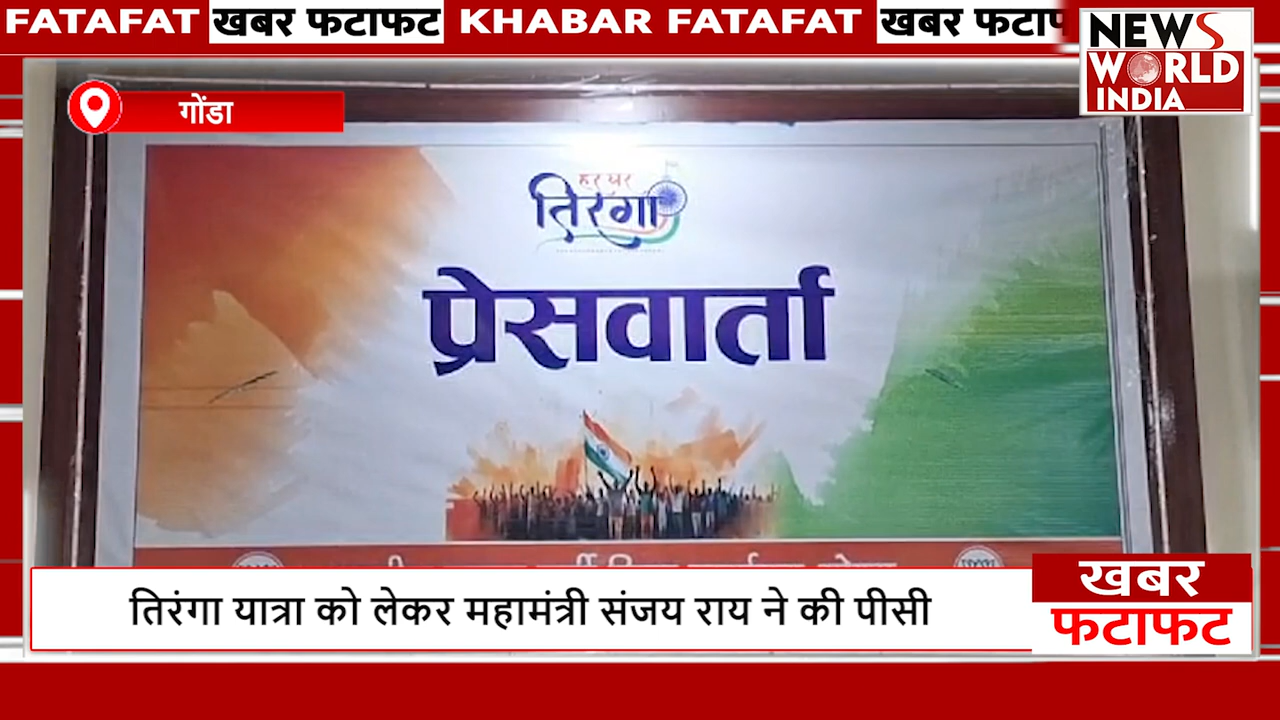 FATAFAT खबर फटाफट KHABAR FATAFAT खबर
NEWS
WORLD
INDIA
गोंडा
हर घर
तिरंगा
प्रेसवार्ता
तिरंगा यात्रा को लेकर महामंत्री संजय राय ने की पीसी
खबर
फटाफट